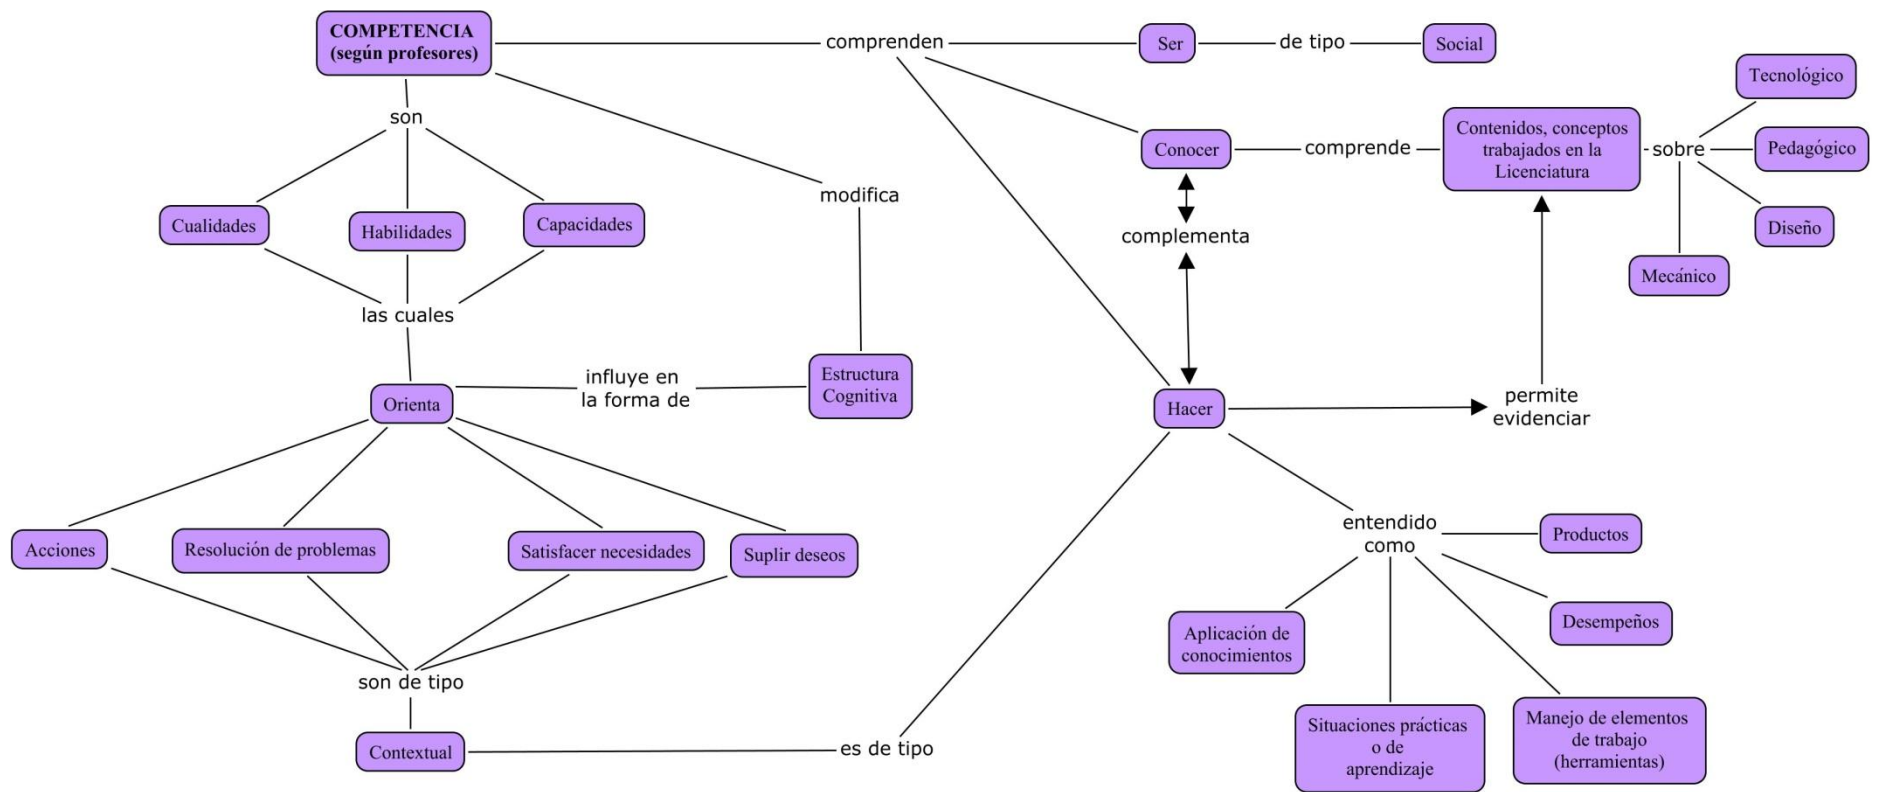 COMPETENCIA
(según profesores)
comprenden
Ser
de tipo
Social
Tecnológico
son
Contenidos, conceptos
trabajados en la
Licenciatura
Conocer
comprende
sobre
Pedagógico
modifica
Cualidades
Habilidades
Capacidades
complementa
Diseño
Mecánico
las cuales
Estructura
Cognitiva
influye en
la forma de
Orienta
Hacer
permite
evidenciar
entendido
como
Productos
Acciones
Resolución de problemas
Satisfacer necesidades
Suplir deseos
Desempeños
Aplicación de
conocimientos
son de tipo
Situaciones prácticas
o de
aprendizaje
Manejo de elementos
de trabajo
(herramientas)
Contextual
es de tipo